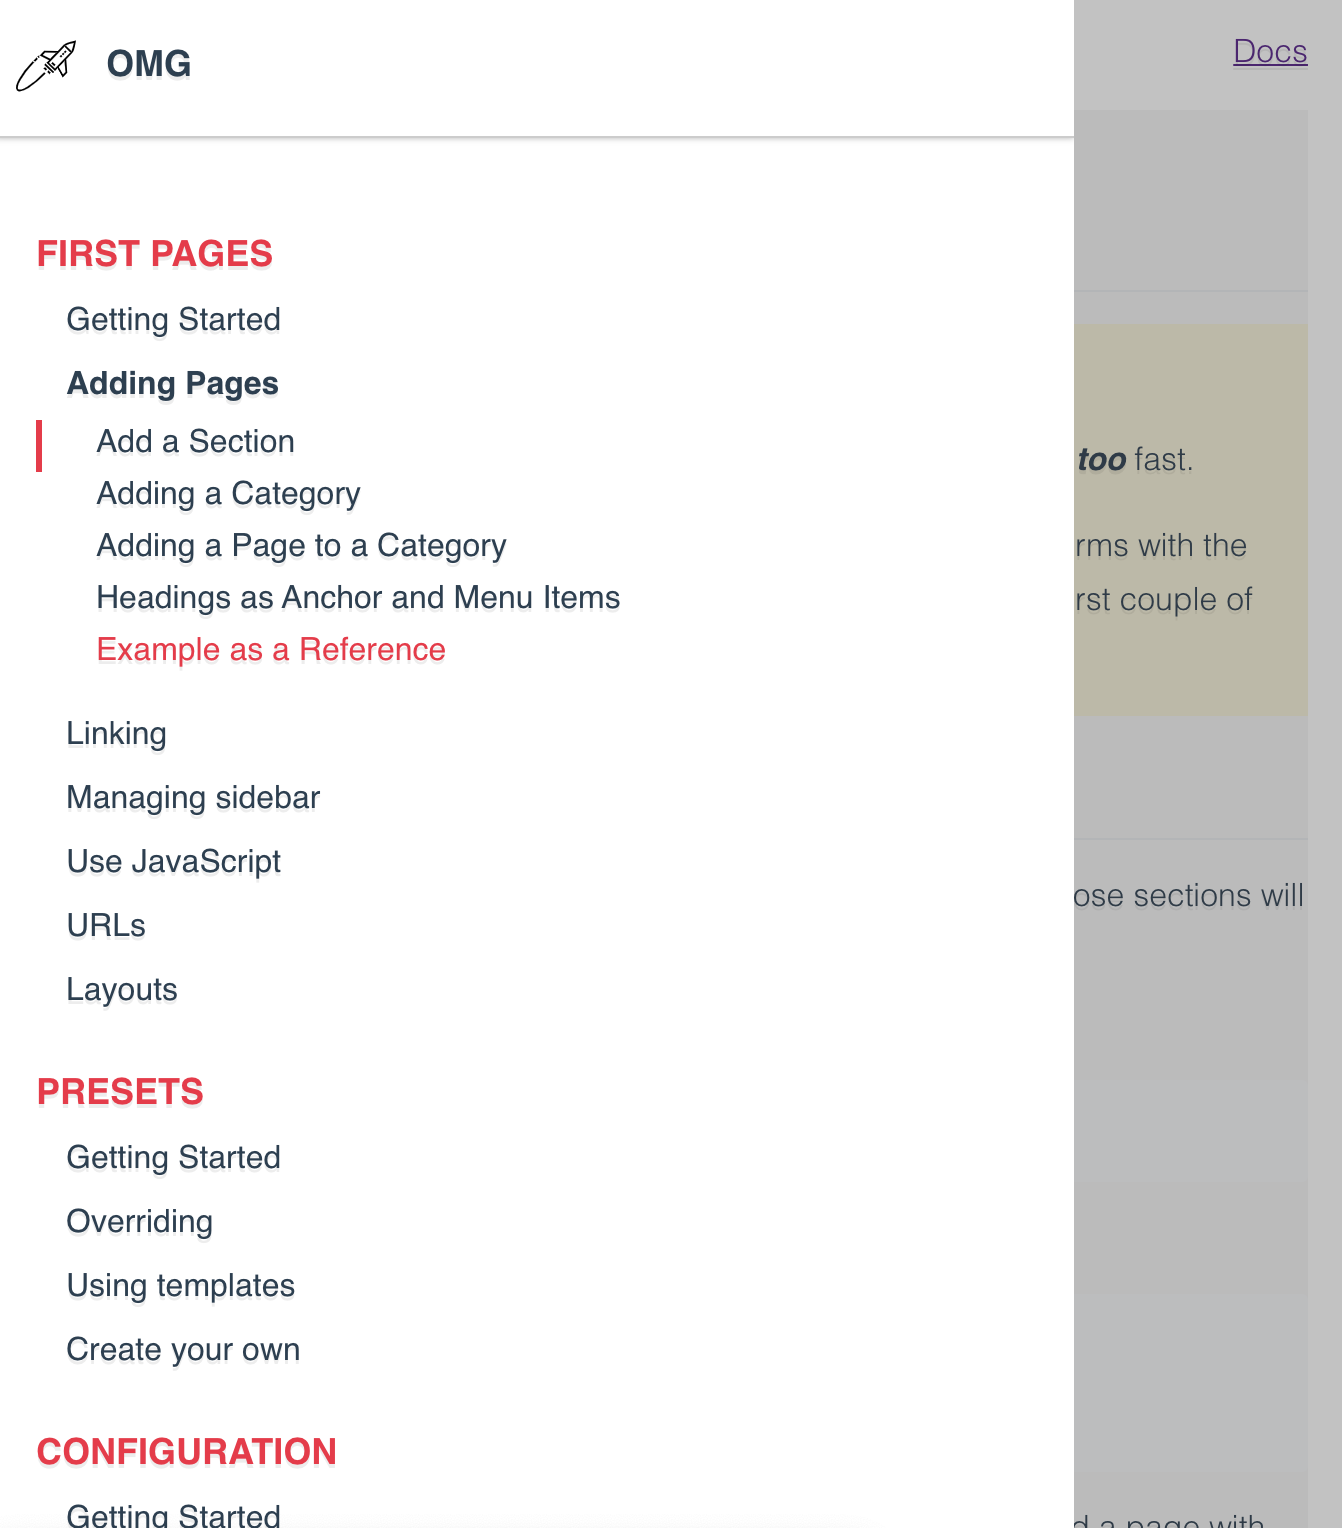 OMG
Docs
FIRST PAGES
Getting Started
Adding Pages
Add a Section
Adding a Category
Adding a Page to a Category
Headings as Anchor and Menu Items
Example as a Reference
Linking
Managing sidebar
Use JavaScript
URLs
Layouts
PRESETS
Getting Started
Overriding
Using templates
Create your own
CONFIGURATION
Getting Started
too fast.
rms with the
rst couple of
ose sections will
d a page with